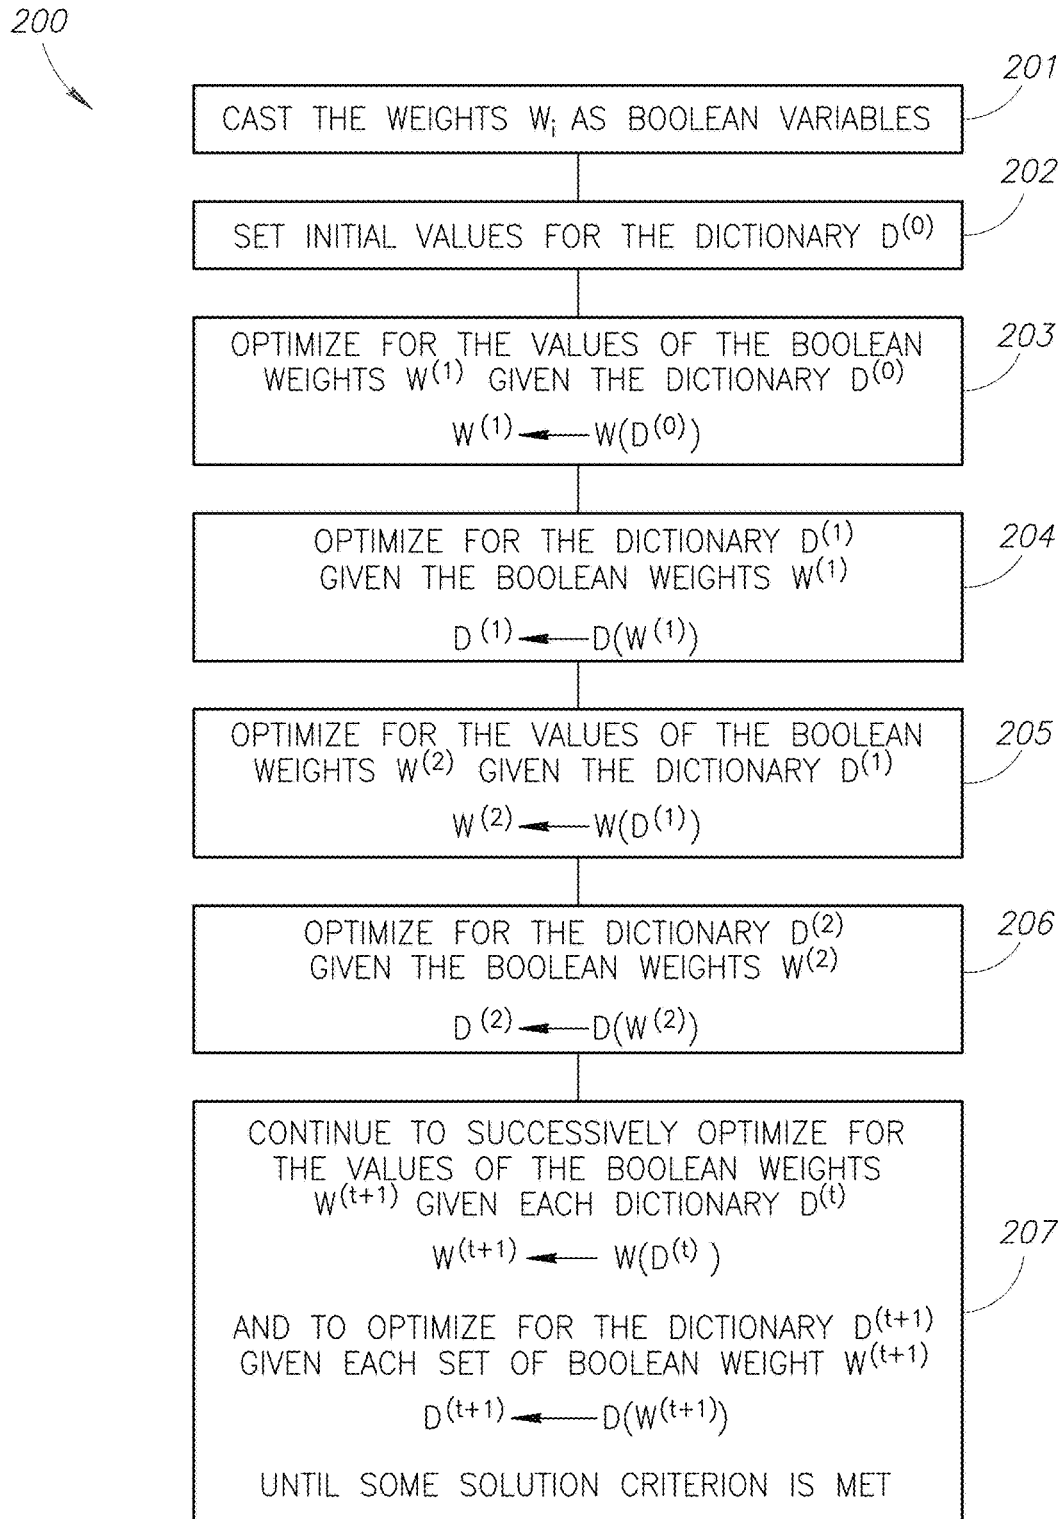 200
201
CAST THE WEIGHTS Wᵢ AS BOOLEAN VARIABLES
202
SET INITIAL VALUES FOR THE DICTIONARY D⁽⁰⁾
203
OPTIMIZE FOR THE VALUES OF THE BOOLEAN
WEIGHTS W⁽¹⁾ GIVEN THE DICTIONARY D⁽⁰⁾
W⁽¹⁾ ← W(D⁽⁰⁾)
204
OPTIMIZE FOR THE DICTIONARY D⁽¹⁾
GIVEN THE BOOLEAN WEIGHTS W⁽¹⁾
D⁽¹⁾ ← D(W⁽¹⁾)
205
OPTIMIZE FOR THE VALUES OF THE BOOLEAN
WEIGHTS W⁽²⁾ GIVEN THE DICTIONARY D⁽¹⁾
W⁽²⁾ ← W(D⁽¹⁾)
206
OPTIMIZE FOR THE DICTIONARY D⁽²⁾
GIVEN THE BOOLEAN WEIGHTS W⁽²⁾
D⁽²⁾ ← D(W⁽²⁾)
207
CONTINUE TO SUCCESSIVELY OPTIMIZE FOR
THE VALUES OF THE BOOLEAN WEIGHTS
W⁽ᵗ⁺¹⁾ GIVEN EACH DICTIONARY D⁽ᵗ⁾
W⁽ᵗ⁺¹⁾ ← W(D⁽ᵗ⁾)
AND TO OPTIMIZE FOR THE DICTIONARY D⁽ᵗ⁺¹⁾
GIVEN EACH SET OF BOOLEAN WEIGHT W⁽ᵗ⁺¹⁾
D⁽ᵗ⁺¹⁾ ← D(W⁽ᵗ⁺¹⁾)
UNTIL SOME SOLUTION CRITERION IS MET